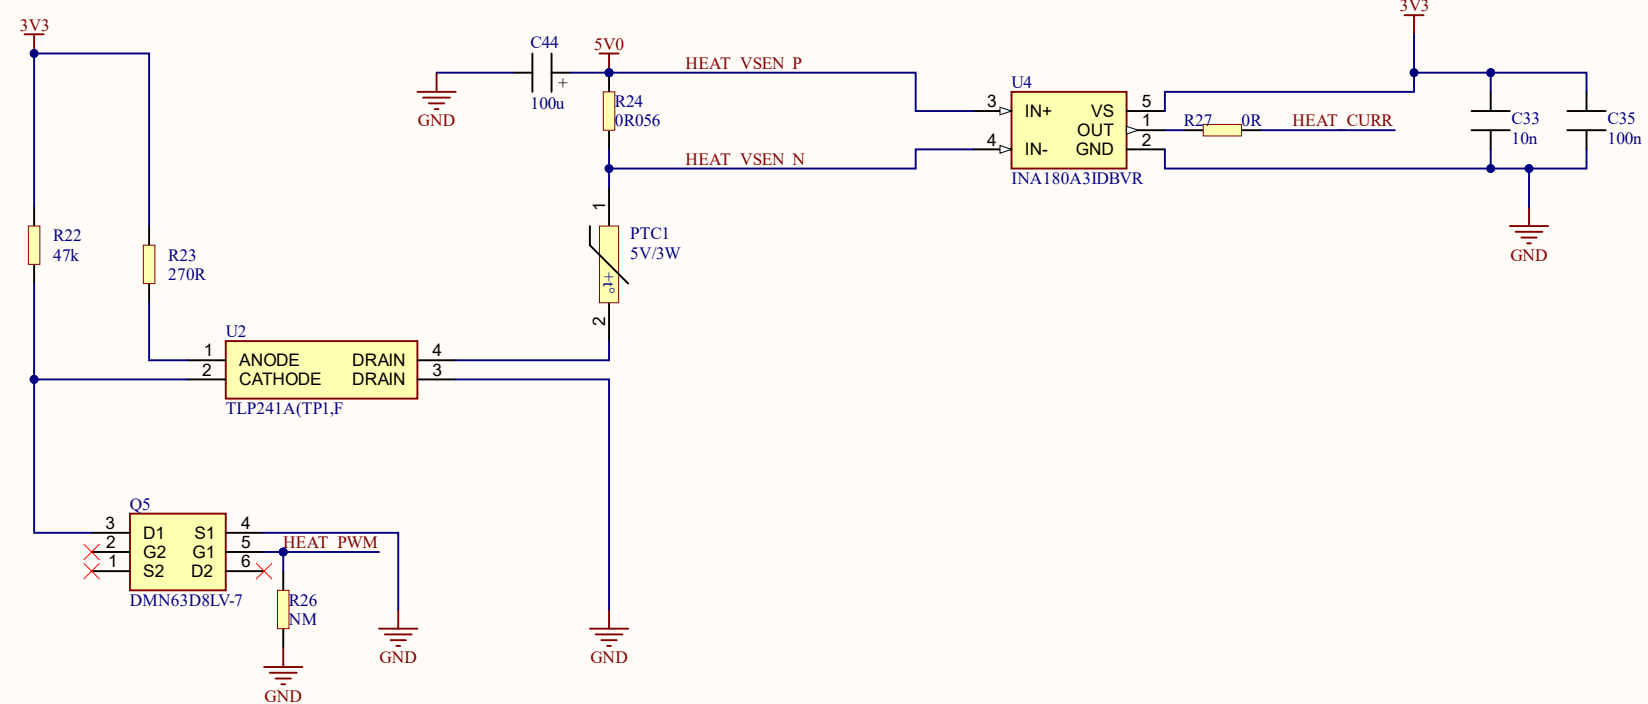 3V3
R22
47k
R23
270R
U2
1
ANODE
DRAIN
4
2
CATHODE
DRAIN
3
TLP241A(TP1,F
Q5
3
D1
S1
4
2
G2
G1
5
HEAT_PWM
1
S2
D2
6
DMN63D8LV-7
R26
NM
GND
GND
GND
C44
+
100u
GND
5V0
R24
0R056
HEAT_VSEN_P
HEAT_VSEN_N
1
PTC1
5V/3W
+t°
2
U4
3
IN+
VS
5
OUT
1
4
IN-
GND
2
INA180A3IDBVR
R27
0R
HEAT_CURR
3V3
C33
10n
C35
100n
GND